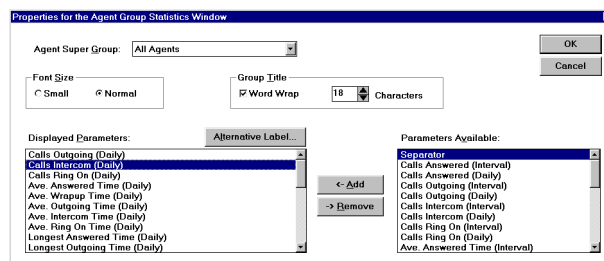 Properties for the Agent Group Statistics Window
Agent Super Group: All Agents
OK
Cancel
Font Size
Small Normal
Group Title
Word Wrap 18 Characters
Displayed Parameters: Alternative Label...
Calls Outgoing (Daily)
Calls Intercom (Daily)
Calls Ring On (Daily)
Ave. Answered Time (Daily)
Ave. Wrapup Time (Daily)
Ave. Outgoing Time (Daily)
Ave. Intercom Time (Daily)
Ave. Ring On Time (Daily)
Longest Answered Time (Daily)
Longest Outgoing Time (Daily)
<- Add
-> Remove
Parameters Available:
Separator
Calls Answered (Interval)
Calls Answered (Daily)
Calls Outgoing (Interval)
Calls Outgoing (Daily)
Calls Intercom (Interval)
Calls Intercom (Daily)
Calls Ring On (Interval)
Calls Ring On (Daily)
Ave. Answered Time (Interval)